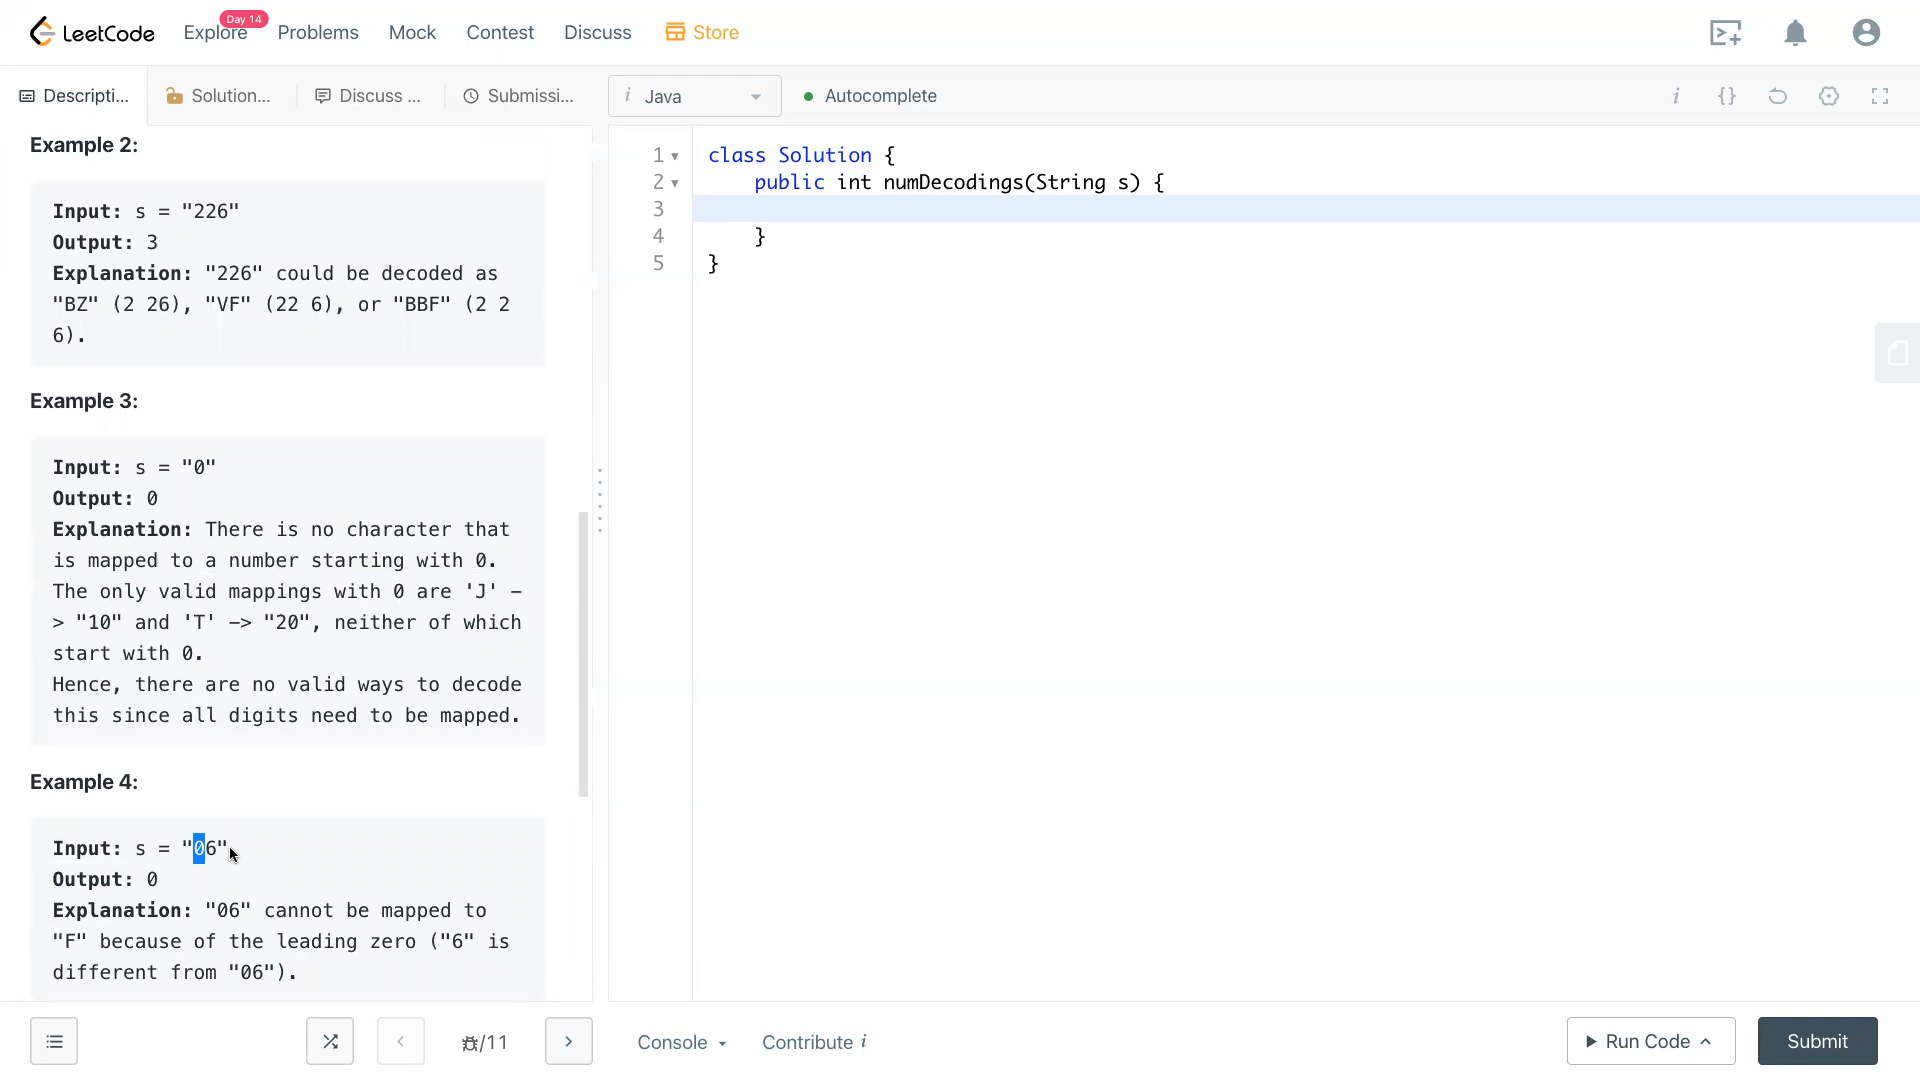 LeetCode
Explore
Day 14
Problems
Mock
Contest
Discuss
Store
Descripti...
Solution...
Discuss ...
Submissi...
i Java
Autocomplete
Example 2:
Input: s = "226"
Output: 3
Explanation: "226" could be decoded as
"BZ" (2 26), "VF" (22 6), or "BBF" (2 2
6).
Example 3:
Input: s = "0"
Output: 0
Explanation: There is no character that
is mapped to a number starting with 0.
The only valid mappings with 0 are 'J' -
> "10" and 'T' -> "20", neither of which
start with 0.
Hence, there are no valid ways to decode
this since all digits need to be mapped.
Example 4:
Input: s = "06"
Output: 0
Explanation: "06" cannot be mapped to
"F" because of the leading zero ("6" is
different from "06").
1 class Solution {
2 public int numDecodings(String s) {
3
4 }
5 }
/11
Console
Contribute i
Run Code
Submit